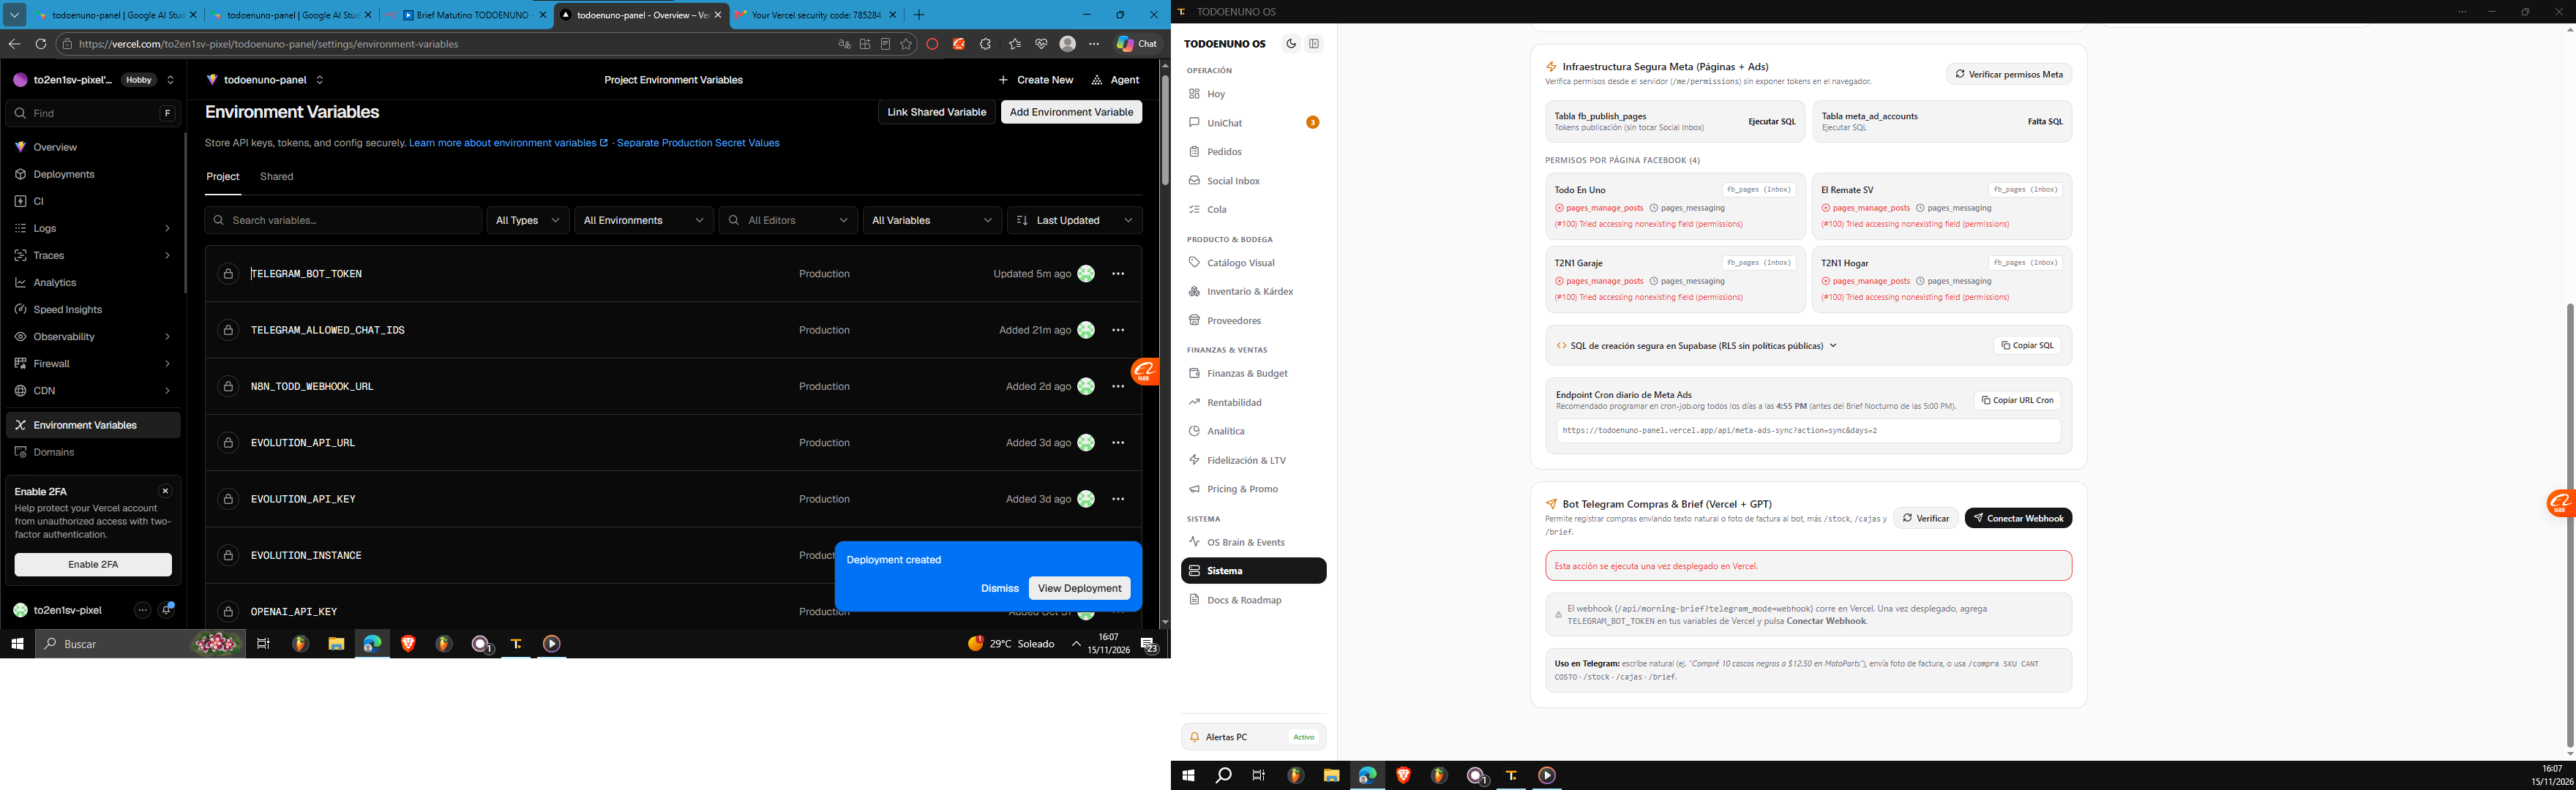 todoenuno-panel | Google AI Stud
todoenuno-panel | Google AI Stud
Brief Matutino TODOENUNO -
todoenuno-panel - Overview – Ve
Your Vercel security code: 785284
https://vercel.com/to2en1sv-pixel/todoenuno-panel/settings/environment-variables
Chat
to2en1sv-pixel'... Hobby
todoenuno-panel
Project Environment Variables
Create New
Agent
Find F
Overview
Deployments
CI
Logs
Traces
Analytics
Speed Insights
Observability
Firewall
CDN
Environment Variables
Domains
Enable 2FA
Help protect your Vercel account
from unauthorized access with two-
factor authentication.
Enable 2FA
to2en1sv-pixel
Environment Variables
Link Shared Variable
Add Environment Variable
Store API keys, tokens, and config securely. Learn more about environment variables · Separate Production Secret Values
Project Shared
Search variables...
All Types
All Environments
All Editors
All Variables
Last Updated
TELEGRAM_BOT_TOKEN Production Updated 5m ago
TELEGRAM_ALLOWED_CHAT_IDS Production Added 21m ago
N8N_TODD_WEBHOOK_URL Production Added 2d ago
EVOLUTION_API_URL Production Added 3d ago
EVOLUTION_API_KEY Production Added 3d ago
EVOLUTION_INSTANCE
OPENAI_API_KEY Production Added Oct 31
Deployment created
Dismiss
View Deployment
1688
Buscar
1
29°C Soleado
16:07
15/11/2026
23
TODOENUNO OS
TODOENUNO OS
OPERACIÓN
Hoy
UniChat 3
Pedidos
Social Inbox
Cola
PRODUCTO & BODEGA
Catálogo Visual
Inventario & Kárdex
Proveedores
FINANZAS & VENTAS
Finanzas & Budget
Rentabilidad
Analítica
Fidelización & LTV
Pricing & Promo
SISTEMA
OS Brain & Events
Sistema
Docs & Roadmap
Alertas PC Activo
Infraestructura Segura Meta (Páginas + Ads)
Verifica permisos desde el servidor (/me/permissions) sin exponer tokens en el navegador.
Verificar permisos Meta
Tabla fb_publish_pages
Tokens publicación (sin tocar Social Inbox)
Ejecutar SQL
Tabla meta_ad_accounts
Ejecutar SQL
Falta SQL
PERMISOS POR PÁGINA FACEBOOK (4)
Todo En Uno fb_pages (Inbox)
pages_manage_posts pages_messaging
(#100) Tried accessing nonexisting field (permissions)
El Remate SV fb_pages (Inbox)
pages_manage_posts pages_messaging
(#100) Tried accessing nonexisting field (permissions)
T2N1 Garaje fb_pages (Inbox)
pages_manage_posts pages_messaging
(#100) Tried accessing nonexisting field (permissions)
T2N1 Hogar fb_pages (Inbox)
pages_manage_posts pages_messaging
(#100) Tried accessing nonexisting field (permissions)
SQL de creación segura en Supabase (RLS sin políticas públicas)
Copiar SQL
Endpoint Cron diario de Meta Ads
Recomendado programar en cron-job.org todos los días a las 4:55 PM (antes del Brief Nocturno de las 5:00 PM).
Copiar URL Cron
https://todoenuno-panel.vercel.app/api/meta-ads-sync?action=sync&days=2
Bot Telegram Compras & Brief (Vercel + GPT)
Permite registrar compras enviando texto natural o foto de factura al bot, más /stock, /cajas y
/brief.
Verificar
Conectar Webhook
Esta acción se ejecuta una vez desplegado en Vercel.
El webhook (/api/morning-brief?telegram_mode=webhook) corre en Vercel. Una vez desplegado, agrega
TELEGRAM_BOT_TOKEN en tus variables de Vercel y pulsa Conectar Webhook.
Uso en Telegram: escribe natural (ej. "Compré 10 cascos negros a $12.50 en MotoParts"), envía foto de factura, o usa /compra SKU CANT
COSTO · /stock · /cajas · /brief.
1688
1
16:07
15/11/2026